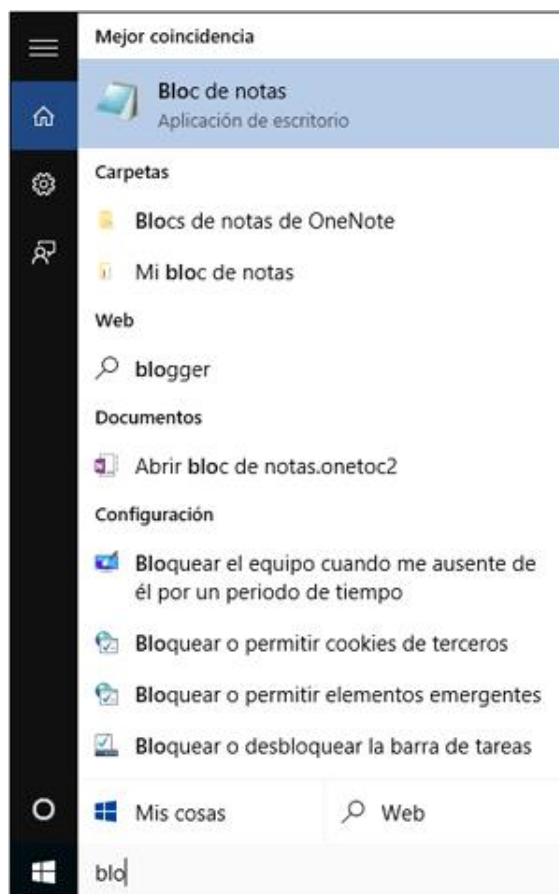 Mejor coincidencia
Bloc de notas
Aplicación de escritorio
Carpetas
Blocs de notas de OneNote
Mi bloc de notas
Web
blogger
Documentos
Abrir bloc de notas.onetoc2
Configuración
Bloquear el equipo cuando me ausente de
él por un periodo de tiempo
Bloquear o permitir cookies de terceros
Bloquear o permitir elementos emergentes
Bloquear o desbloquear la barra de tareas
Mis cosas Web
blo